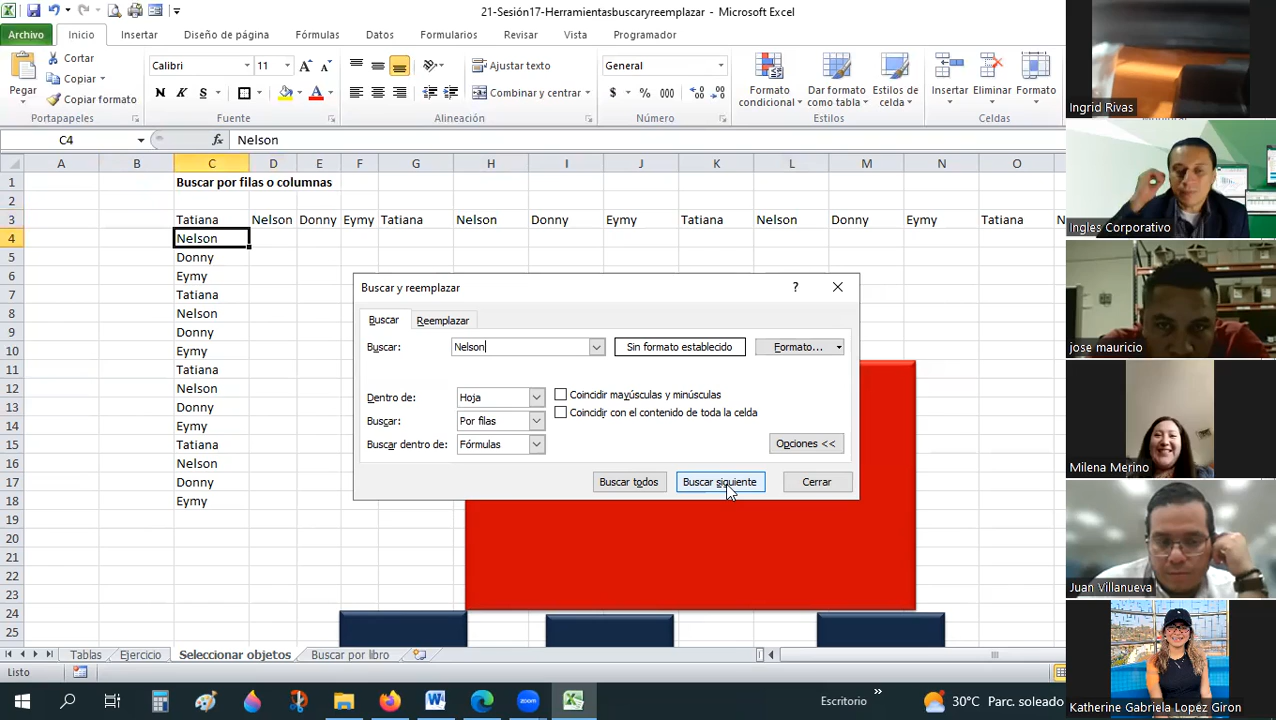 21-Sesión17-Herramientasbuscaryreemplazar - Microsoft Excel
Archivo Inicio Insertar Diseño de página Fórmulas Datos Formularios Revisar Vista Programador
Pegar
Cortar
Copiar
Copiar formato
Portapapeles
Calibri 11
N K S
Fuente
Ajustar texto
Combinar y centrar
Alineación
General
$ % 000
Número
Formato condicional
Dar formato como tabla
Estilos de celda
Estilos
Insertar
Eliminar
Formato
Celdas
C4 fx Nelson
A B C D E F G H I J K L M N O
1 Buscar por filas o columnas
2
3 Tatiana Nelson Donny Eymy Tatiana Nelson Donny Eymy Tatiana Nelson Donny Eymy Tatiana
4 Nelson
5 Donny
6 Eymy
7 Tatiana
8 Nelson
9 Donny
10 Eymy
11 Tatiana
12 Nelson
13 Donny
14 Eymy
15 Tatiana
16 Nelson
17 Donny
18 Eymy
19
20
21
22
23
24
25
Buscar y reemplazar ?
Buscar Reemplazar
Buscar: Nelson Sin formato establecido Formato...
Dentro de: Hoja Coincidir mayúsculas y minúsculas
Buscar: Por filas Coincidir con el contenido de toda la celda
Buscar dentro de: Fórmulas Opciones <<
Buscar todos Buscar siguiente Cerrar
Tablas Ejercicio Seleccionar objetos Buscar por libro
Listo
zoom
Escritorio » 30°C Parc. soleado
Ingrid Rivas
Ingles Corporativo
jose mauricio
Milena Merino
Juan Villanueva
Katherine Gabriela Lopez Giron